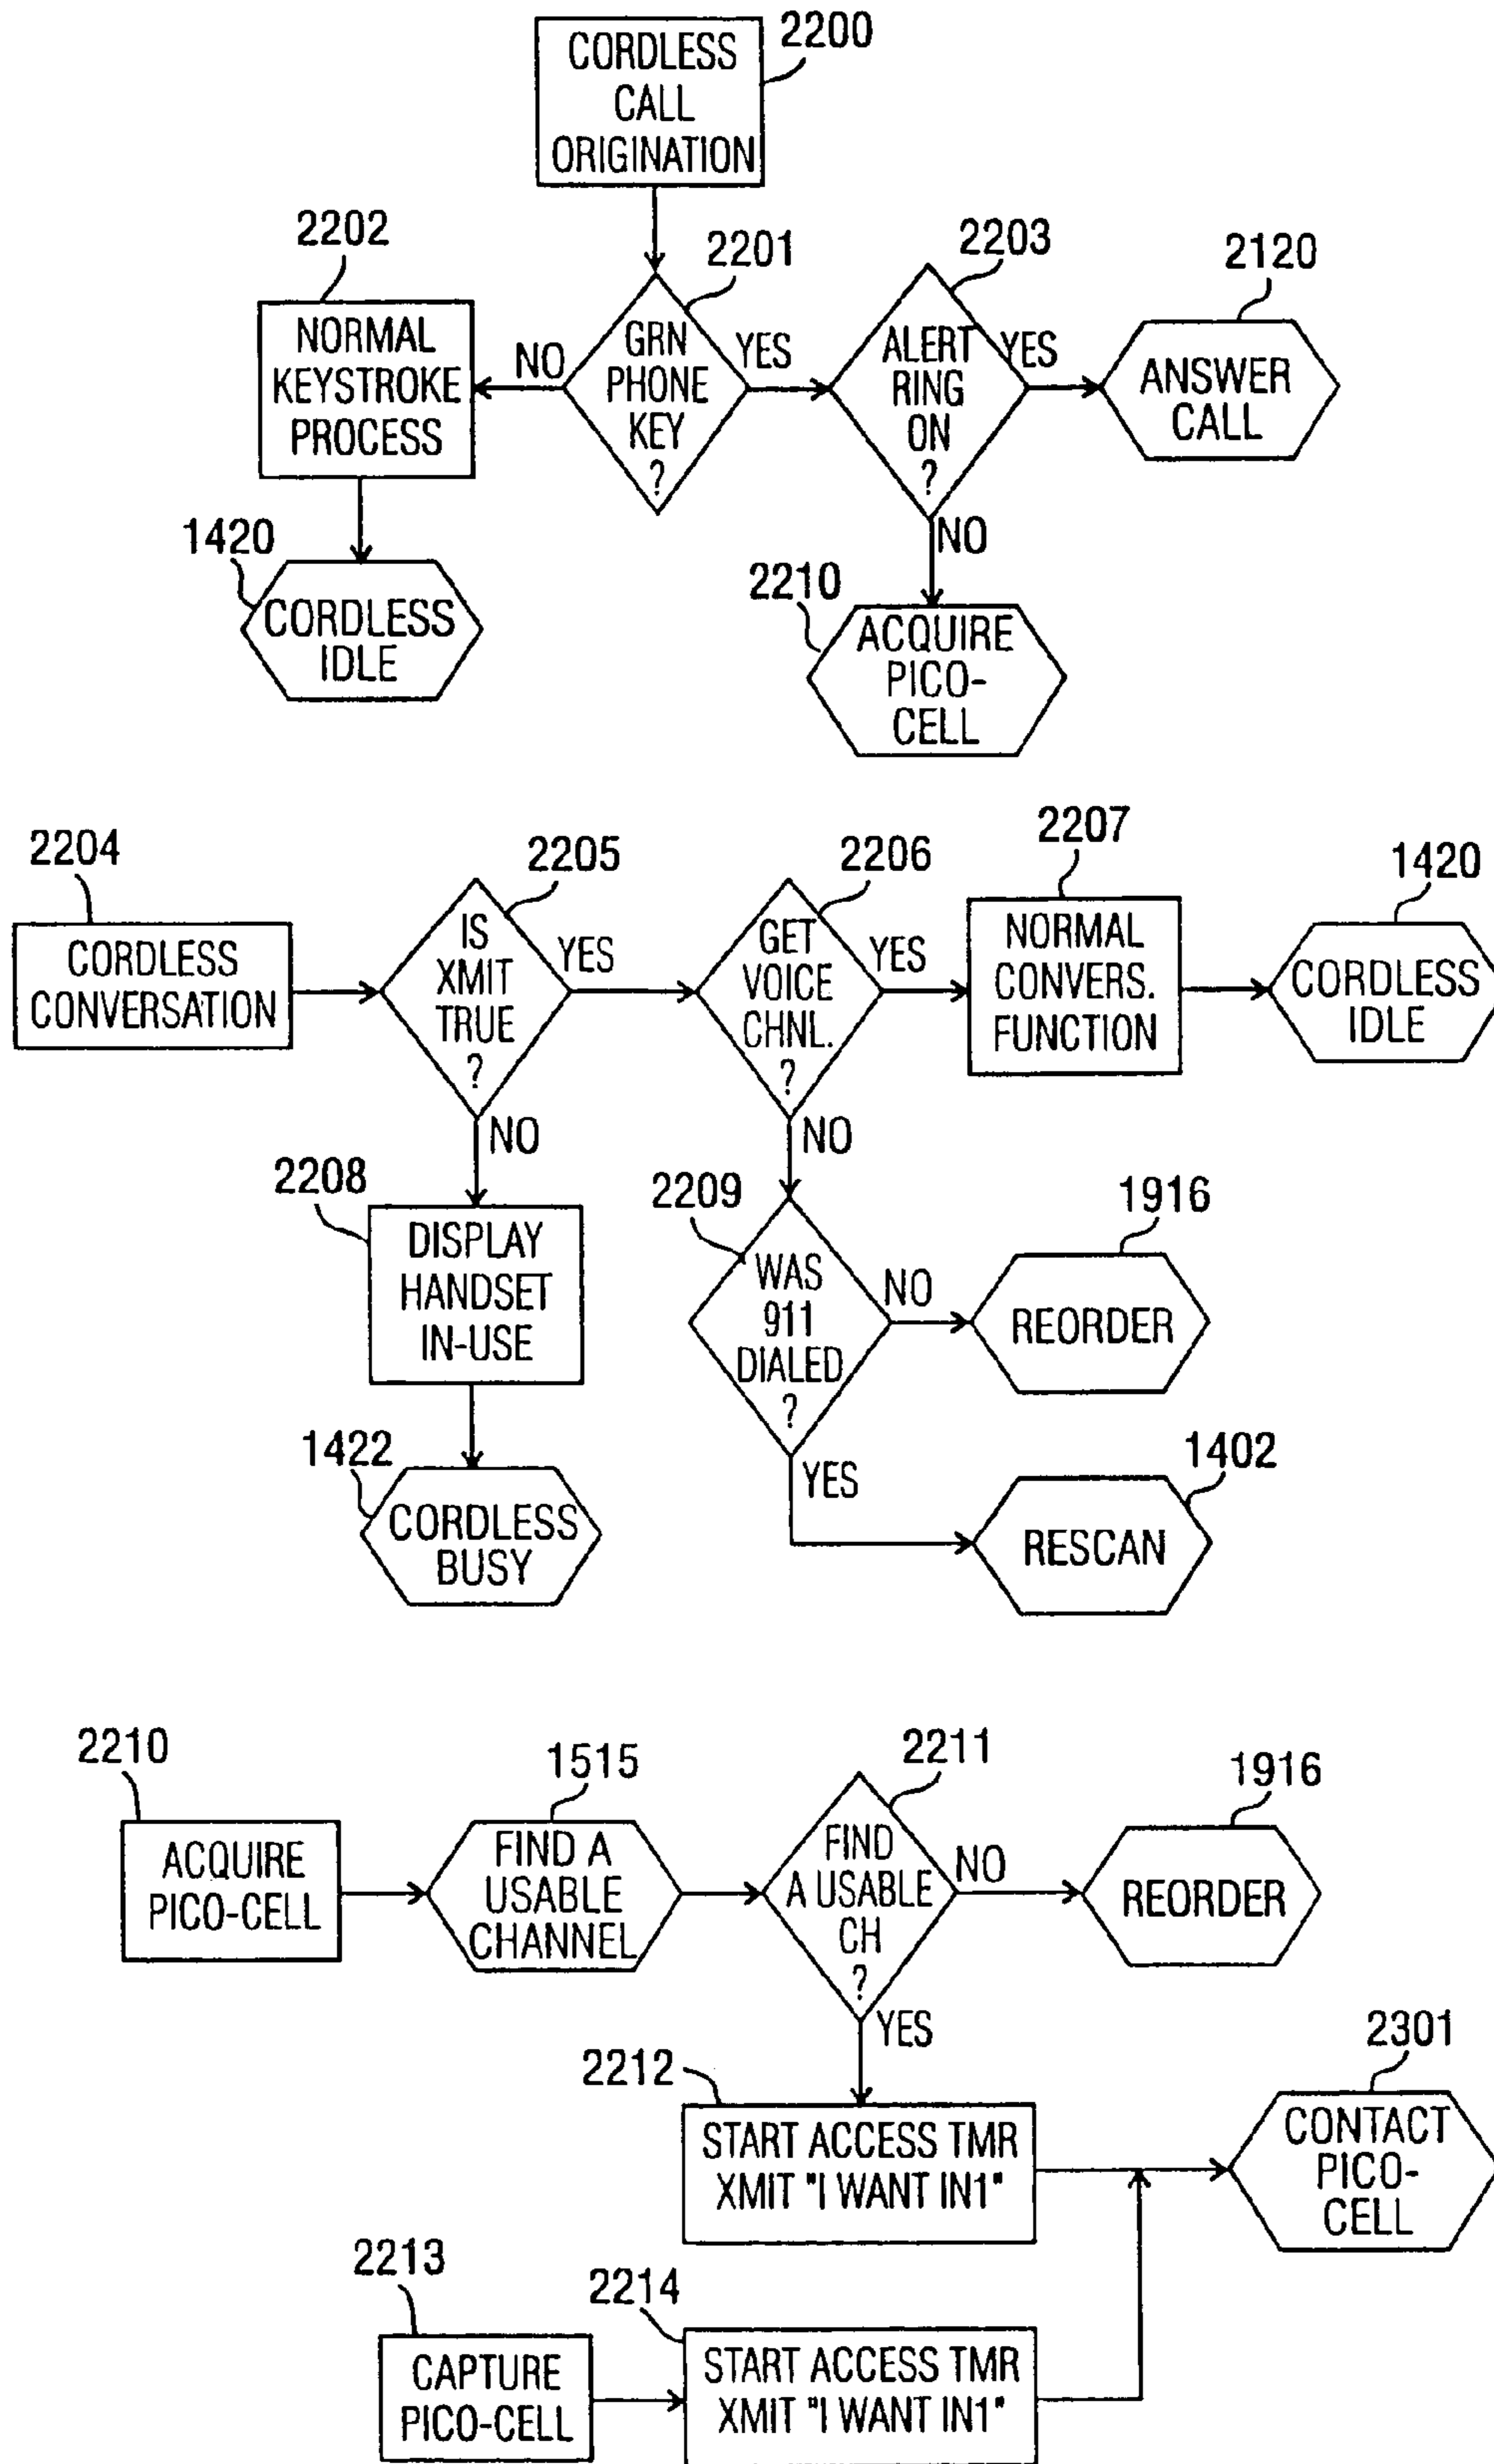 2200
CORDLESS
CALL
ORIGINATION
2202
2201
2203
2120
NORMAL
KEYSTROKE
PROCESS
NO
GRN
PHONE
KEY
?
YES
ALERT
RING
ON
?
YES
ANSWER
CALL
NO
1420
CORDLESS
IDLE
2210
ACQUIRE
PICO-
CELL
2204
2205
2206
2207
1420
CORDLESS
CONVERSATION
IS
XMIT
TRUE
?
YES
GET
VOICE
CHNL.
?
YES
NORMAL
CONVERS.
FUNCTION
CORDLESS
IDLE
NO
NO
2208
DISPLAY
HANDSET
IN-USE
2209
WAS
911
DIALED
?
NO
1916
REORDER
YES
1422
CORDLESS
BUSY
1402
RESCAN
2210
1515
2211
1916
ACQUIRE
PICO-CELL
FIND A
USABLE
CHANNEL
FIND
A USABLE
CH
?
NO
REORDER
YES
2212
START ACCESS TMR
XMIT "I WANT IN1"
2301
CONTACT
PICO-
CELL
2213
CAPTURE
PICO-CELL
2214
START ACCESS TMR
XMIT "I WANT IN1"